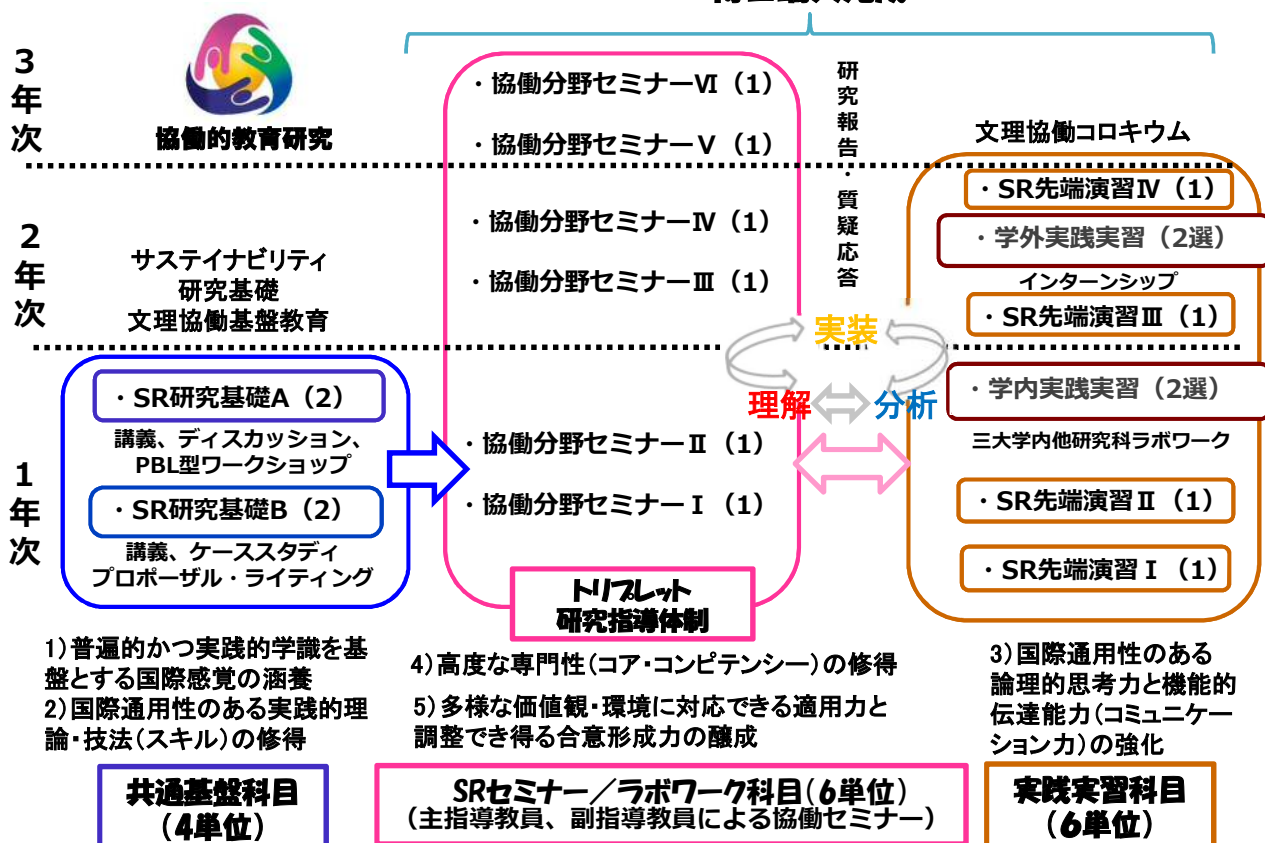 3年次
協働的教育研究
・協働分野セミナーⅥ（1）
・協働分野セミナーⅤ（1）
研究報告・質疑応答
文理協働コロキウム
・SR先端演習Ⅳ（1）
2年次
サステイナビリティ
研究基礎
文理協働基盤教育
・協働分野セミナーⅣ（1）
・協働分野セミナーⅢ（1）
・学外実践実習（2選）
インターンシップ
・SR先端演習Ⅲ（1）
実装
理解
分析
1年次
・SR研究基礎A（2）
講義、ディスカッション、
PBL型ワークショップ
・SR研究基礎B（2）
講義、ケーススタディ
プロポーザル・ライティング
・協働分野セミナーⅡ（1）
・協働分野セミナーⅠ（1）
トリプレット
研究指導体制
・学内実践実習（2選）
三大学内他研究科ラボワーク
・SR先端演習Ⅱ（1）
・SR先端演習Ⅰ（1）
1)普遍的かつ実践的学識を基
盤とする国際感覚の涵養
2)国際通用性のある実践的理
論・技法(スキル)の修得
4)高度な専門性(コア・コンピテンシー)の修得
5)多様な価値観・環境に対応できる適用力と
調整でき得る合意形成力の醸成
3)国際通用性のある
論理的思考力と機能的
伝達能力(コミュニケー
ション力)の強化
共通基盤科目
(4単位)
SRセミナー／ラボワーク科目(6単位)
(主指導教員、副指導教員による協働セミナー)
実践実習科目
(6単位)